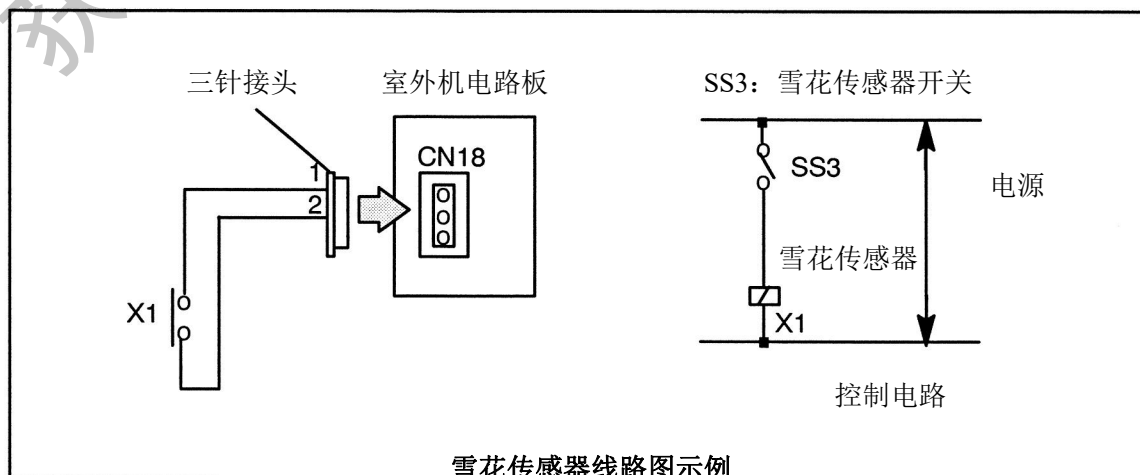 三针接头
室外机电路板
SS3：雪花传感器开关
CN18
1
2
SS3
电源
雪花传感器
X1
X1
控制电路
雪花传感器线路图示例